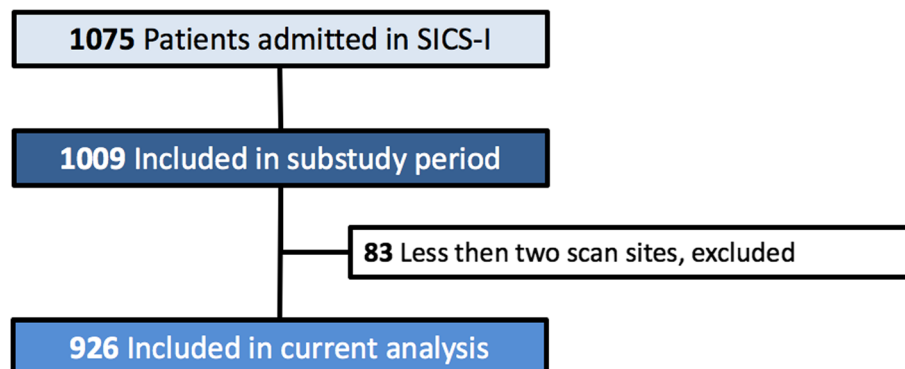 1075 Patients admitted in SICS-I
1009 Included in substudy period
83 Less then two scan sites, excluded
926 Included in current analysis